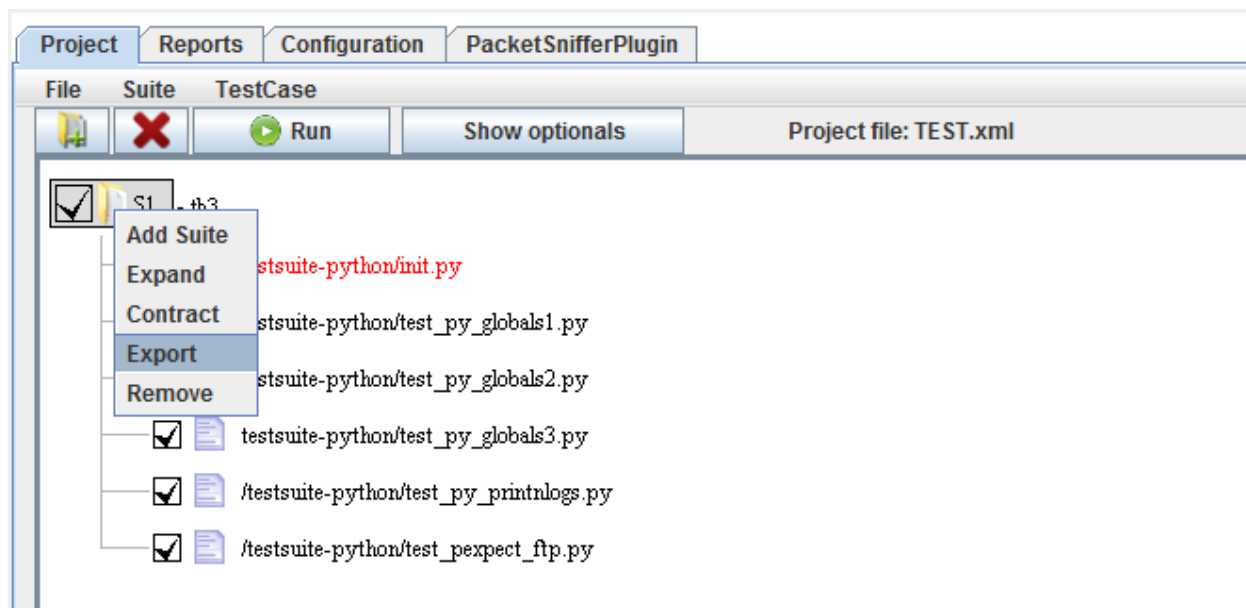 Project Reports Configuration PacketSnifferPlugin
File Suite TestCase
Run Show optionals Project file: TEST.xml
S1 - tb3
Add Suite
stsuite-python/init.py
Expand
Contract
stsuite-python/test_py_globals1.py
Export
stsuite-python/test_py_globals2.py
Remove
testsuite-python/test_py_globals3.py
/testsuite-python/test_py_printnlogs.py
/testsuite-python/test_pexpect_ftp.py